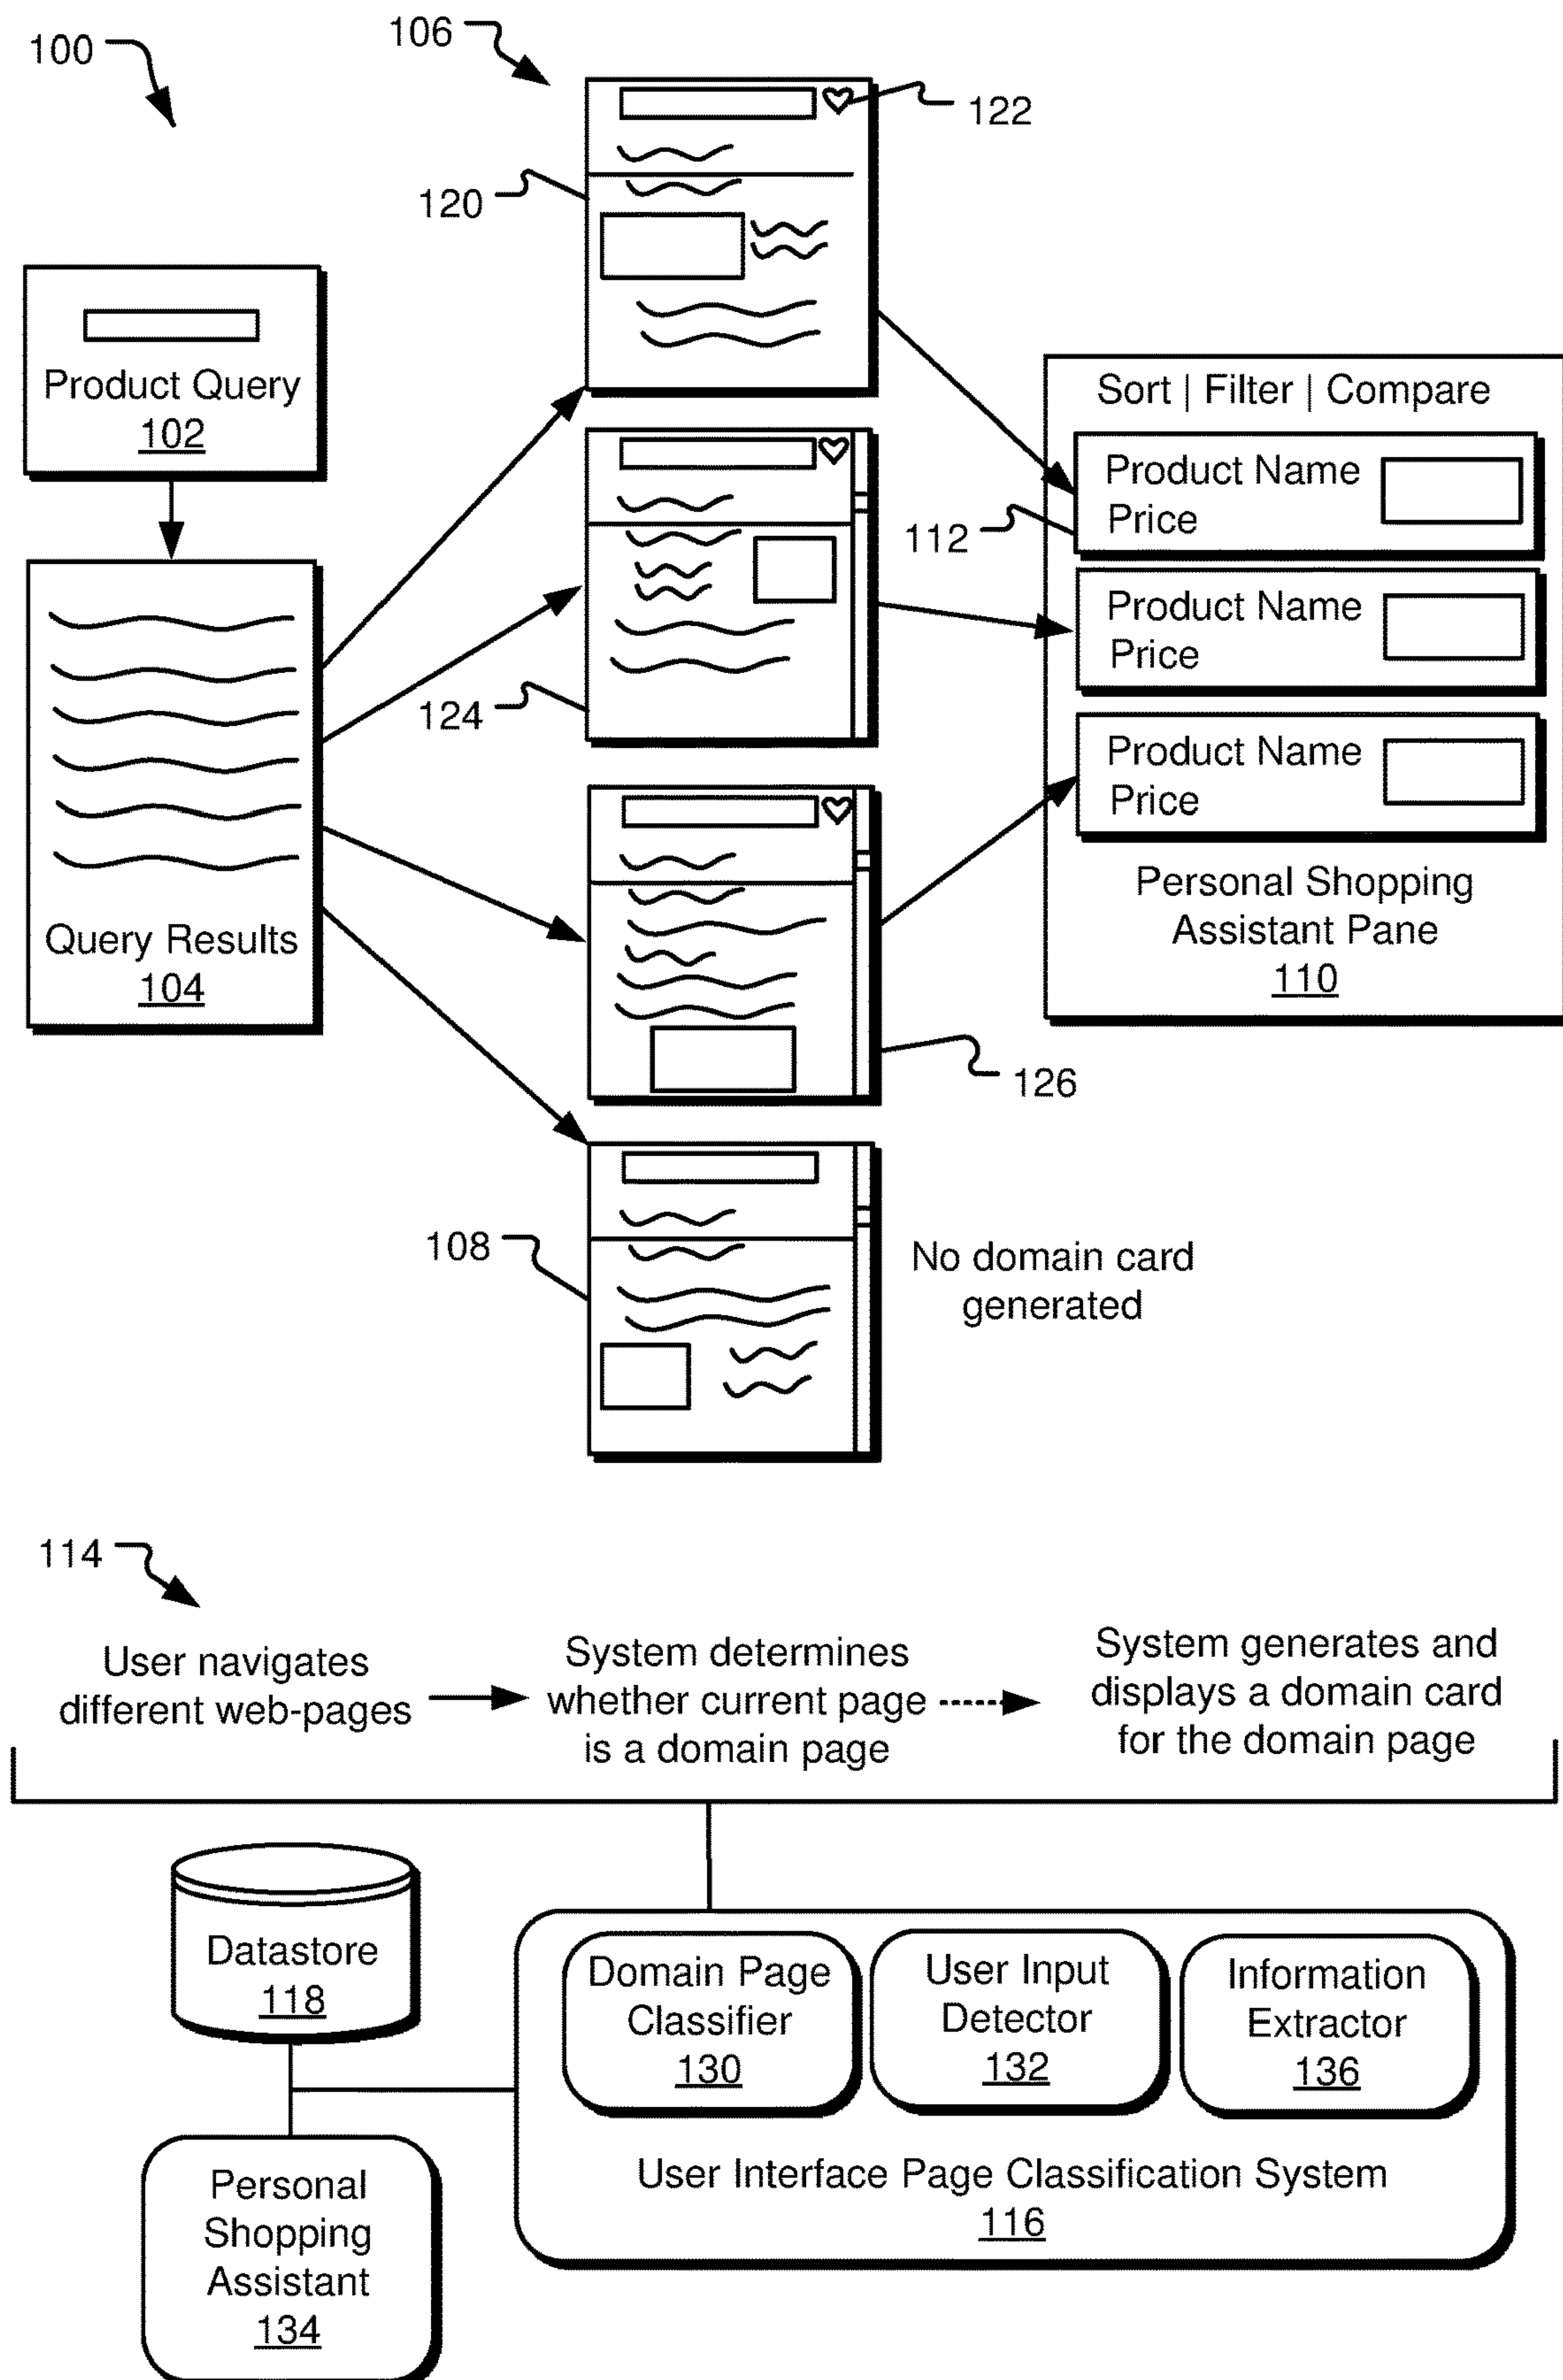 100
106
122
120
Product Query
102
Sort | Filter | Compare
Product Name
Price
112
Product Name
Price
124
Product Name
Price
Query Results
104
Personal Shopping
Assistant Pane
110
126
108
No domain card
generated
114
User navigates
different web-pages
System determines
whether current page
is a domain page
System generates and
displays a domain card
for the domain page
Datastore
118
Domain Page
Classifier
130
User Input
Detector
132
Information
Extractor
136
User Interface Page Classification System
116
Personal
Shopping
Assistant
134